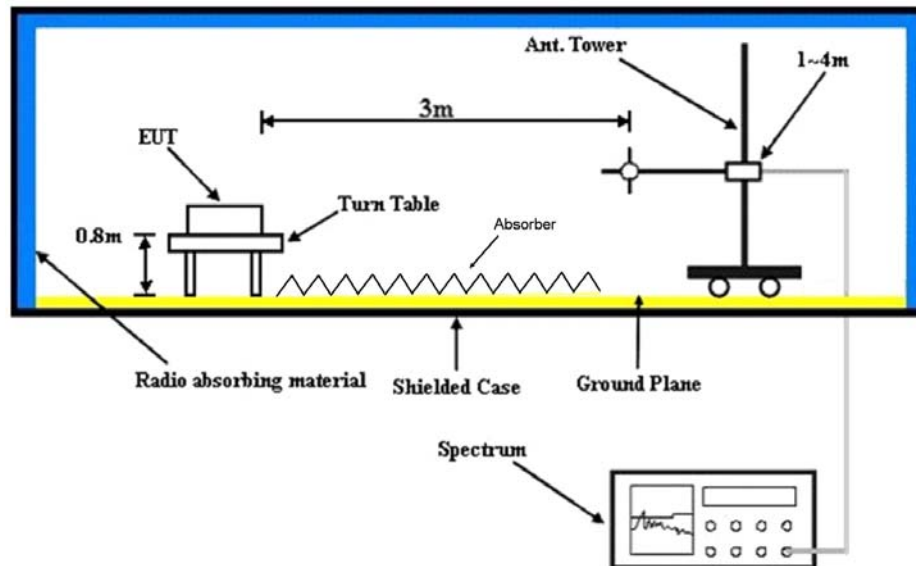 Ant. Tower
1~4m
3m
EUT
Turn Table
0.8m
Absorber
Radio absorbing material
Shielded Case
Ground Plane
Spectrum